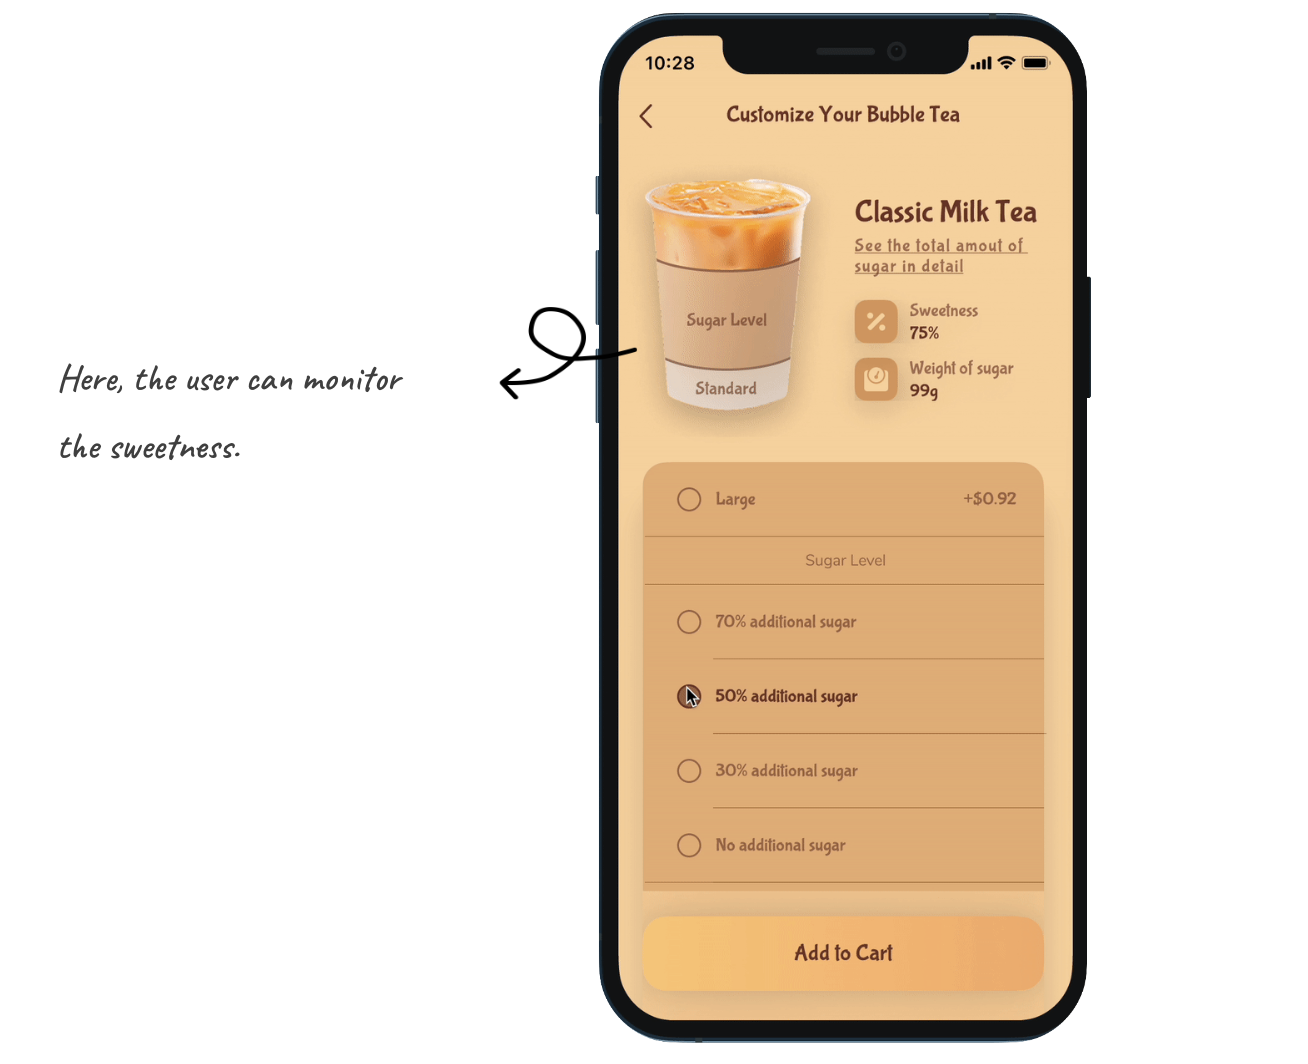 10:28
Customize Your Bubble Tea
Classic Milk Tea
See the total amout of
sugar in detail
Sweetness
75%
Weight of sugar
99g
Sugar Level
Standard
Here, the user can monitor
the sweetness.
Large +$0.92
Sugar Level
70% additional sugar
50% additional sugar
30% additional sugar
No additional sugar
Add to Cart